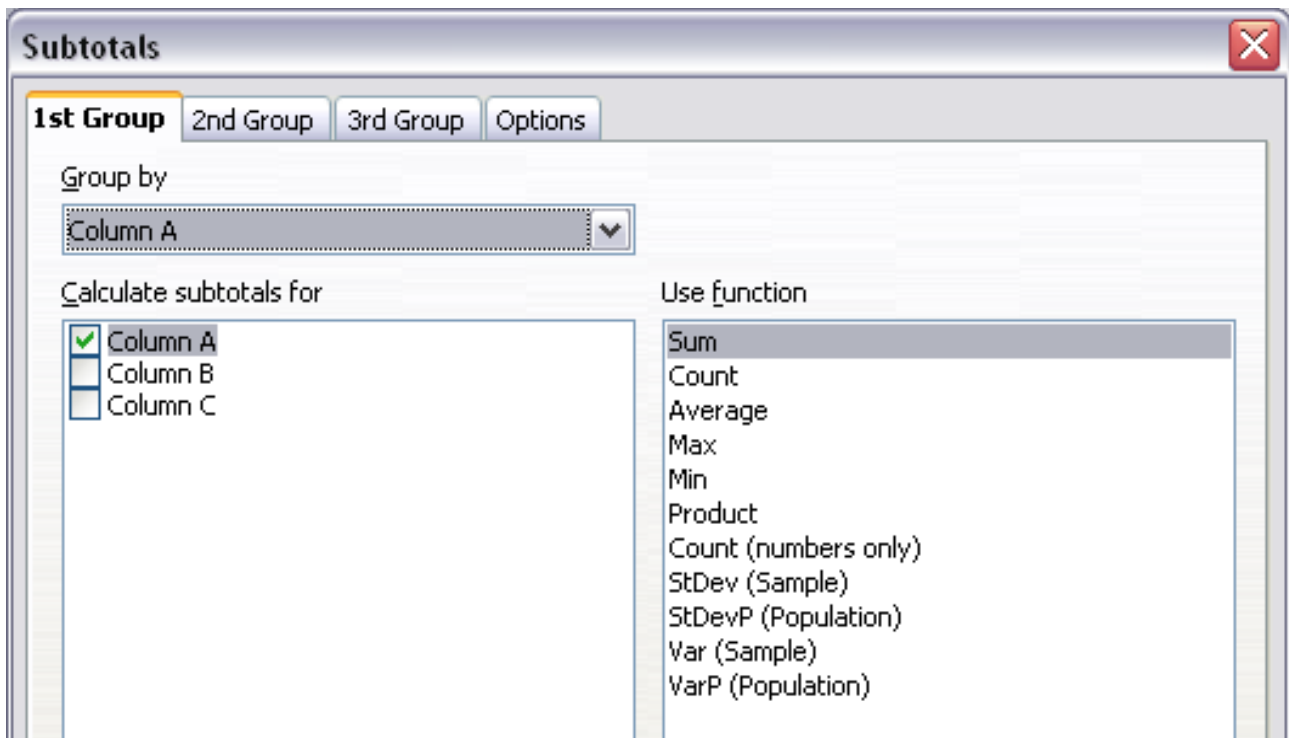 Subtotals
1st Group 2nd Group 3rd Group Options
Group by
Column A
Calculate subtotals for
Column A
Column B
Column C
Use function
Sum
Count
Average
Max
Min
Product
Count (numbers only)
StDev (Sample)
StDevP (Population)
Var (Sample)
VarP (Population)